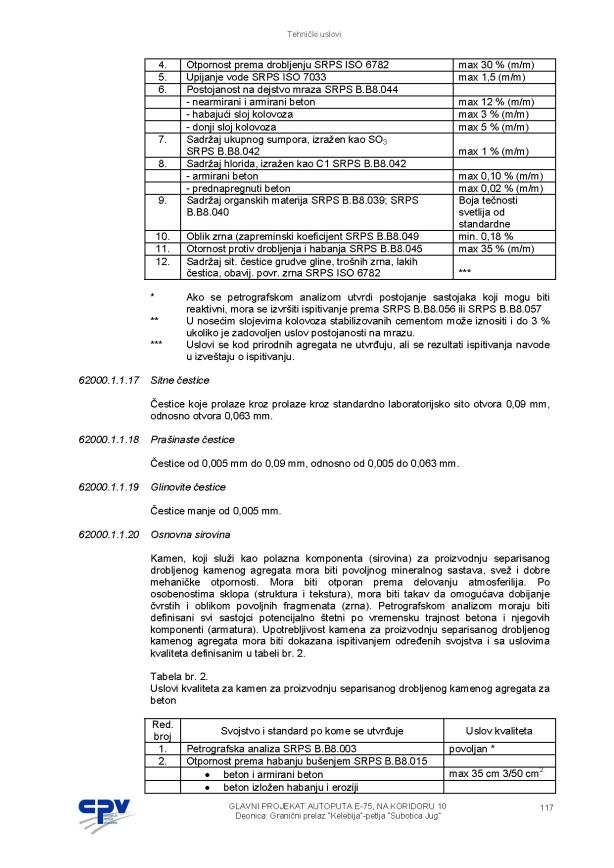 Tehnički uslovi
4. Otpornost prema drobljenju SRPS ISO 6782 max 30 % (m/m)
5. Upijanje vode SRPS ISO 7033 max 1,5 (m/m)
6. Postojanost na dejstvo mraza SRPS B.B8.044
- nearmirani i armirani beton max 12 % (m/m)
- habajući sloj kolovoza max 3 % (m/m)
- donji sloj kolovoza max 5 % (m/m)
7. Sadržaj ukupnog sumpora, izražen kao SO3
SRPS B.B8.042 max 1 % (m/m)
8. Sadržaj hlorida, izražen kao C1 SRPS B.B8.042
- armirani beton max 0,10 % (m/m)
- prednapregnuti beton max 0,02 % (m/m)
9. Sadržaj organskih materija SRPS B.B8.039; SRPS Boja tečnosti
B.B8.040 svetlija od
standardne
10. Oblik zrna (zapreminski koeficijent SRPS B.B8.049 min. 0,18 %
11. Otornost protiv drobljenja i habanja SRPS B.B8.045 max 35 % (m/m)
12. Sadržaj sit. čestice grudve gline, trošnih zrna, lakih
čestica, obavij. povr. zrna SRPS ISO 6782 ***
* Ako se petrografskom analizom utvrdi postojanje sastojaka koji mogu biti
reaktivni, mora se izvršiti ispitivanje prema SRPS B.B8.056 ili SRPS B.B8.057
** U nosećim slojevima kolovoza stabilizovanih cementom može iznositi i do 3 %
ukoliko je zadovoljen uslov postojanosti na mrazu.
*** Uslovi se kod prirodnih agregata ne utvrđuju, ali se rezultati ispitivanja navode
u izveštaju o ispitivanju.
62000.1.1.17 Sitne čestice
Čestice koje prolaze kroz prolaze kroz standardno laboratorijsko sito otvora 0,09 mm,
odnosno otvora 0,063 mm.
62000.1.1.18 Prašinaste čestice
Čestice od 0,005 mm do 0,09 mm, odnosno od 0,005 do 0,063 mm.
62000.1.1.19 Glinovite čestice
Čestice manje od 0,005 mm.
62000.1.1.20 Osnovna sirovina
Kamen, koji služi kao polazna komponenta (sirovina) za proizvodnju separisanog
drobljenog kamenog agregata mora biti povoljnog mineralnog sastava, svež i dobre
mehaničke otpornosti. Mora biti otporan prema delovanju atmosferilija. Po
osobenostima sklopa (struktura i tekstura), mora biti takav da omogućava dobijanje
čvrstih i oblikom povoljnih fragmenata (zrna). Petrografskom analizom moraju biti
definisani svi sastojci potencijalno štetni po vremensku trajnost betona i njegovih
komponenti (armatura). Upotrebljivost kamena za proizvodnju separisanog drobljenog
kamenog agregata mora biti dokazana ispitivanjem određenih svojstva i sa uslovima
kvaliteta definisanim u tabeli br. 2.
Tabela br. 2.
Uslovi kvaliteta za kamen za proizvodnju separisanog drobljenog kamenog agregata za
beton
Red.
broj Svojstvo i standard po kome se utvrđuje Uslov kvaliteta
1. Petrografska analiza SRPS B.B8.003 povoljan *
2. Otpornost prema habanju bušenjem SRPS B.B8.015
• beton i armirani beton max 35 cm 3/50 cm2
• beton izložen habanju i eroziji
CPV
GLAVNI PROJEKAT AUTOPUTA E-75, NA KORIDORU 10 117
Deonica: Granični prelaz "Kelebija"-petlja "Subotica Jug"